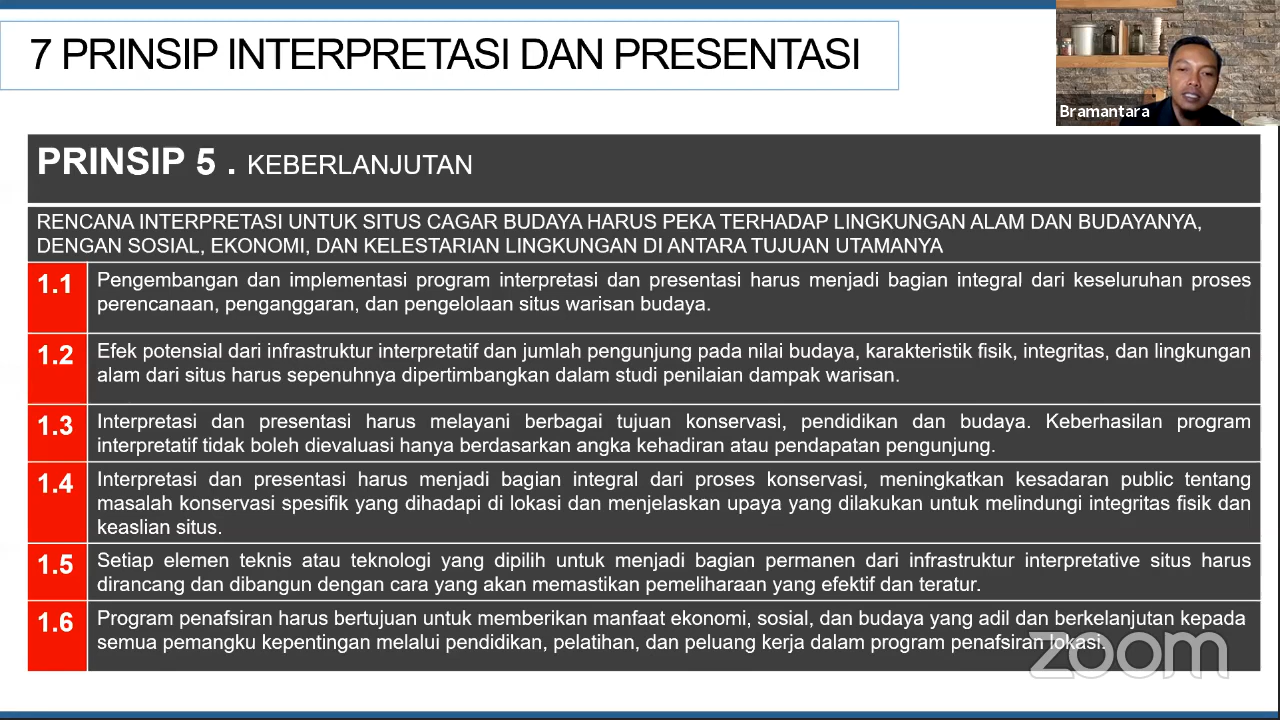 7 PRINSIP INTERPRETASI DAN PRESENTASI
Bramantara
PRINSIP 5 . KEBERLANJUTAN
RENCANA INTERPRETASI UNTUK SITUS CAGAR BUDAYA HARUS PEKA TERHADAP LINGKUNGAN ALAM DAN BUDAYANYA,
DENGAN SOSIAL, EKONOMI, DAN KELESTARIAN LINGKUNGAN DI ANTARA TUJUAN UTAMANYA
1.1 Pengembangan dan implementasi program interpretasi dan presentasi harus menjadi bagian integral dari keseluruhan proses
perencanaan, penganggaran, dan pengelolaan situs warisan budaya.
1.2 Efek potensial dari infrastruktur interpretatif dan jumlah pengunjung pada nilai budaya, karakteristik fisik, integritas, dan lingkungan
alam dari situs harus sepenuhnya dipertimbangkan dalam studi penilaian dampak warisan.
1.3 Interpretasi dan presentasi harus melayani berbagai tujuan konservasi, pendidikan dan budaya. Keberhasilan program
interpretatif tidak boleh dievaluasi hanya berdasarkan angka kehadiran atau pendapatan pengunjung.
1.4 Interpretasi dan presentasi harus menjadi bagian integral dari proses konservasi, meningkatkan kesadaran public tentang
masalah konservasi spesifik yang dihadapi di lokasi dan menjelaskan upaya yang dilakukan untuk melindungi integritas fisik dan
keaslian situs.
1.5 Setiap elemen teknis atau teknologi yang dipilih untuk menjadi bagian permanen dari infrastruktur interpretative situs harus
dirancang dan dibangun dengan cara yang akan memastikan pemeliharaan yang efektif dan teratur.
1.6 Program penafsiran harus bertujuan untuk memberikan manfaat ekonomi, sosial, dan budaya yang adil dan berkelanjutan kepada
semua pemangku kepentingan melalui pendidikan, pelatihan, dan peluang kerja dalam program penafsiran lokasi.
zoom